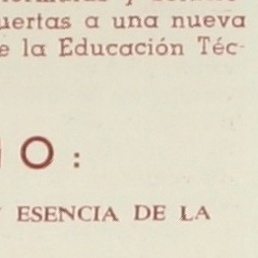 uertas a una nueva
e la Educación Téc-
O :
ESENCIA DE LA